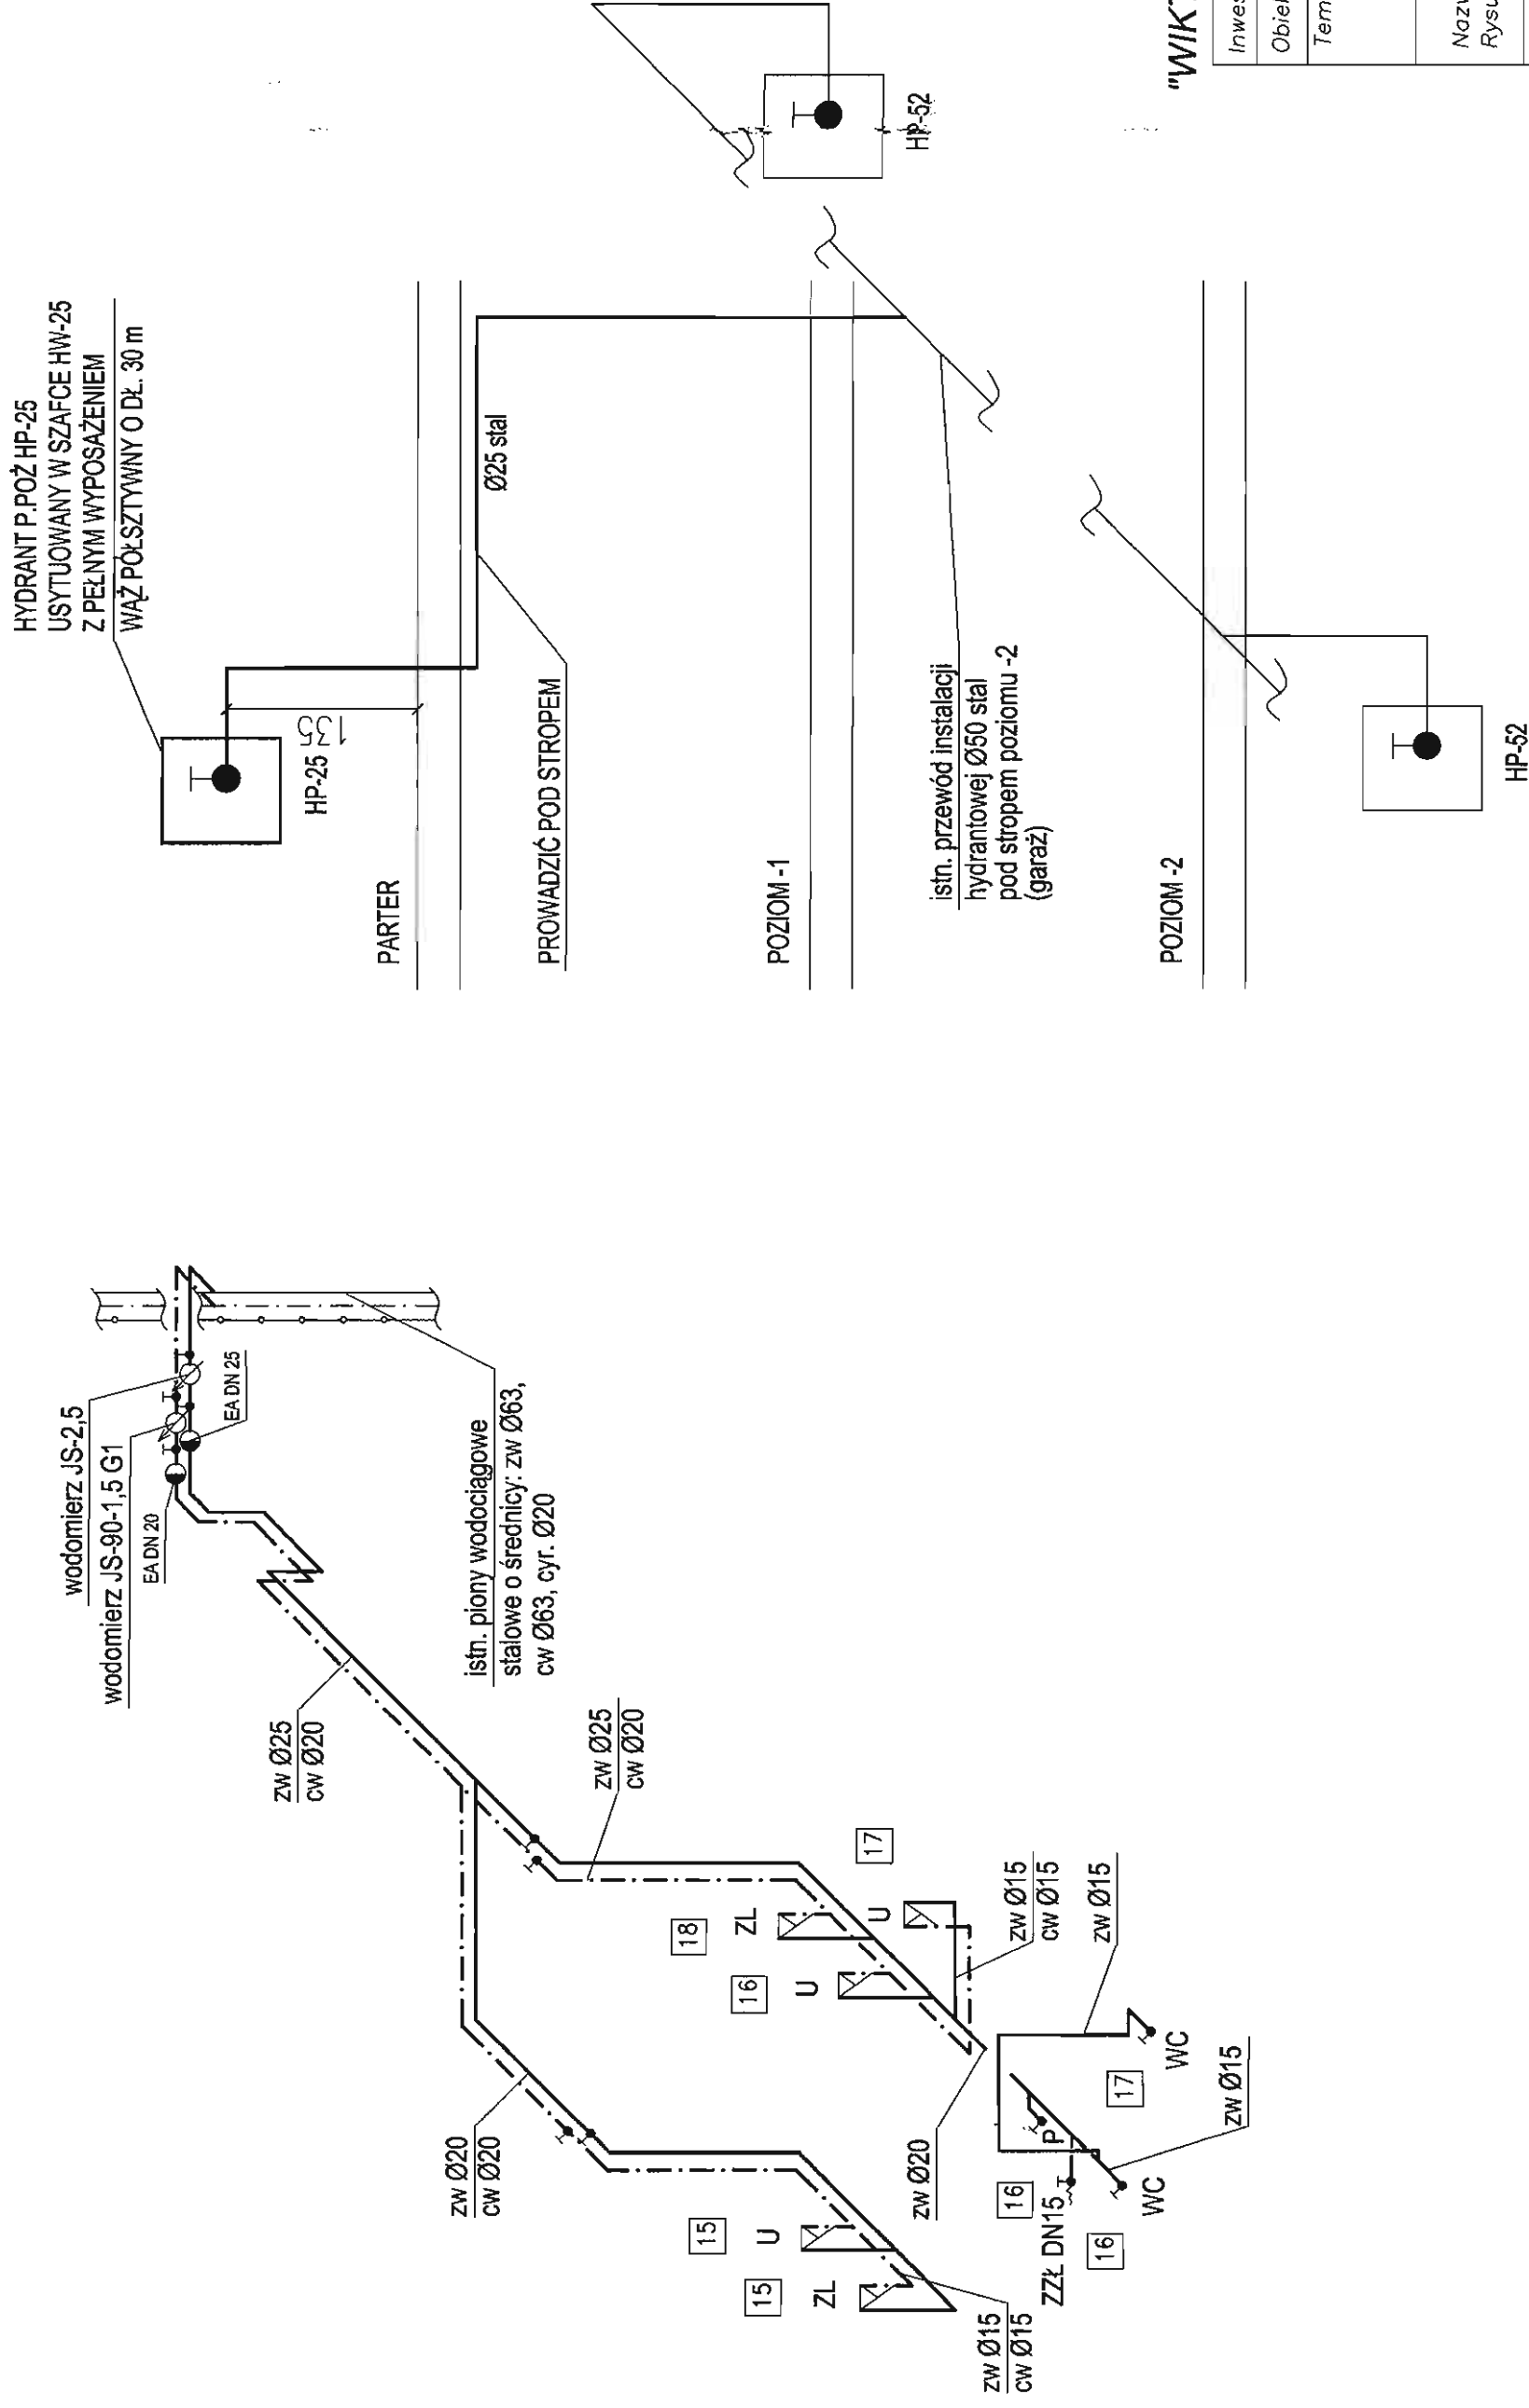 wodomierz JS-2,5
wodomierz JS-90-1,5 G1
EA DN 20
EA DN 25
istn. piony wodociągowe
stalowe o średnicy: zw Ø63,
cw Ø63, cyr. Ø20
zw Ø25
cw Ø20
zw Ø25
cw Ø20
zw Ø20
cw Ø20
15
U
15
ZL
zw Ø15
cw Ø15
18
ZL
16
U
17
U
zw Ø15
cw Ø15
zw Ø15
zw Ø20
P
16
ZZŁ DN15
16
WC
17
WC
zw Ø15
HYDRANT P.POŻ HP-25
USYTUOWANY W SZAFCE HW-25
Z PEŁNYM WYPOSAŻENIEM
WĄŻ PÓŁSZTYWNY O DŁ. 30 m
HP-25
135
PARTER
Ø25 stal
PROWADZIĆ POD STROPEM
POZIOM -1
istn. przewód instalacji
hydrantowej Ø50 stal
pod stropem poziomu -2
(garaż)
POZIOM -2
HP-52
HP-52